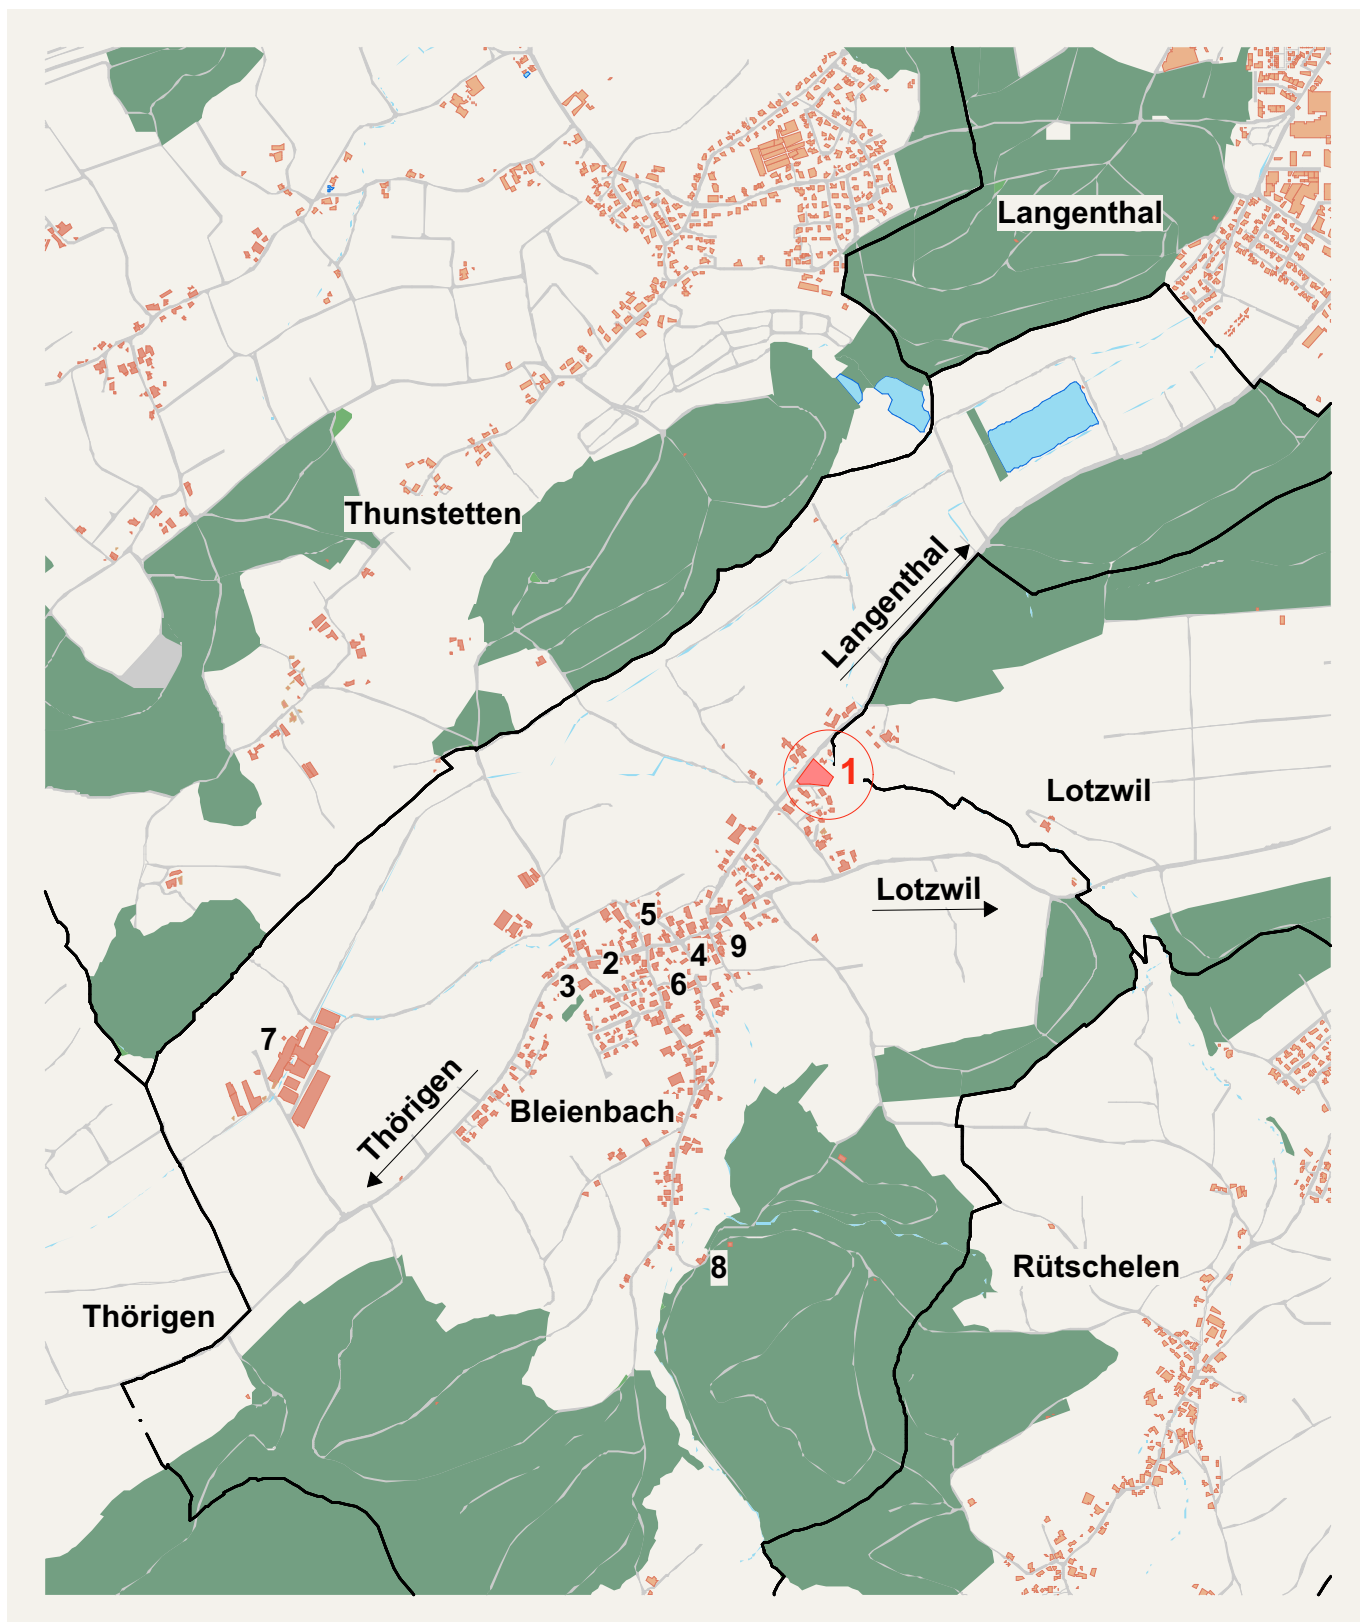 Langenthal
Thunstetten
Langenthal
1
Lotzwil
Lotzwil
5
9
4
2
3
6
7
Thörigen
Bleienbach
8
Rütschelen
Thörigen